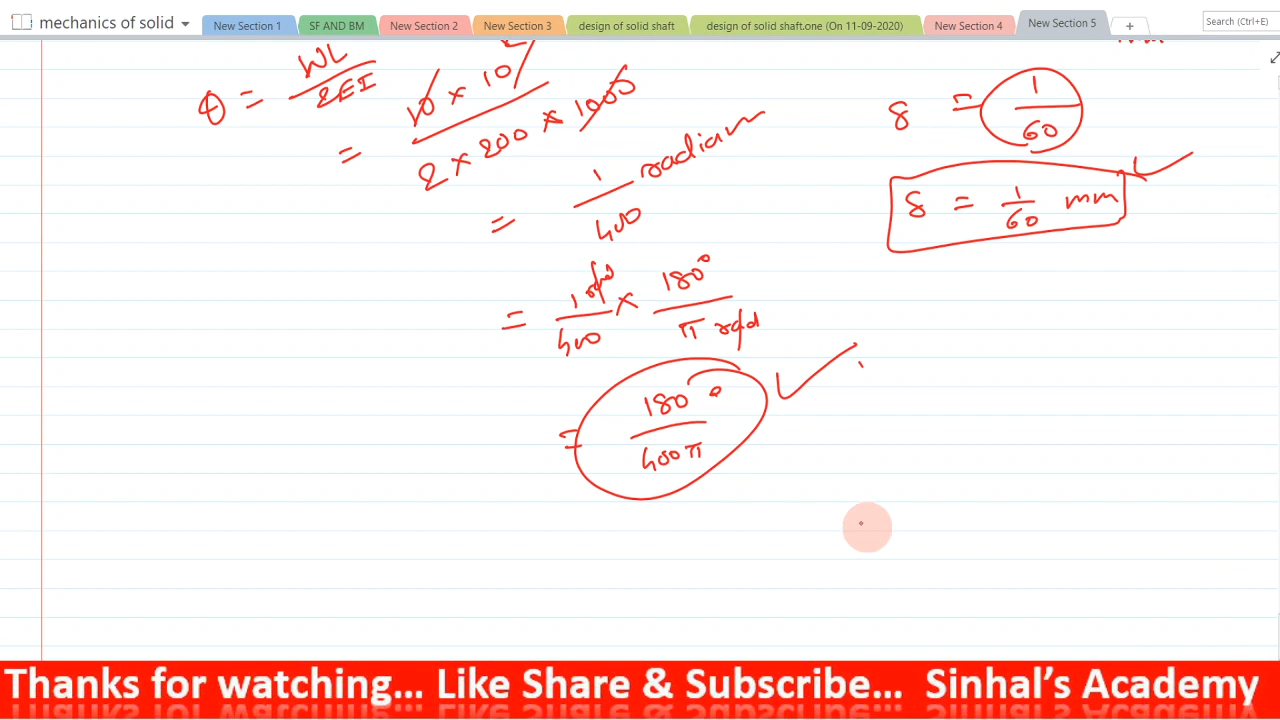 mechanics of solid
New Section 1
SF AND BM
New Section 2
New Section 3
design of solid shaft
design of solid shaft.one (On 11-09-2020)
New Section 4
New Section 5
+
Search (Ctrl+E)
θ = WL / 2EI
= 10 × 10² / 2 × 200 × 1000
= 1 / 400 radian
= 1 rad / 400 × 180° / π rad
= 180° / 400π
δ = 1 / 60
δ = 1 / 60 mm
Thanks for watching... Like Share & Subscribe... Sinhal's Academy